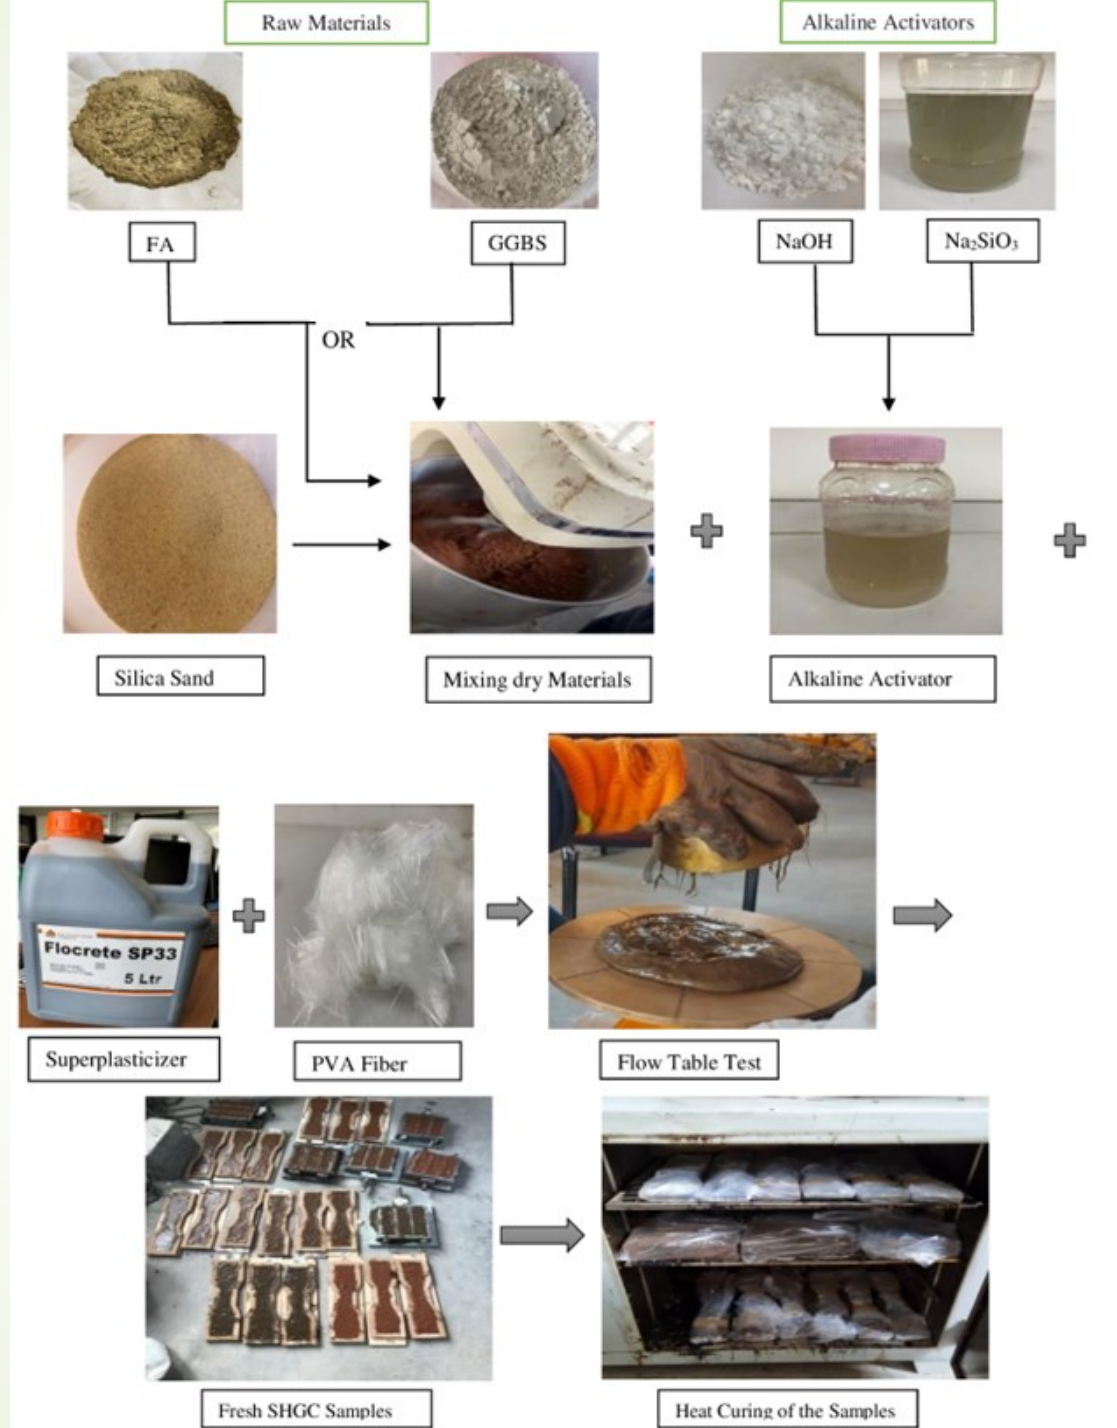 Raw Materials
Alkaline Activators
FA
GGBS
NaOH
Na₂SiO₃
OR
Silica Sand
Mixing dry Materials
Alkaline Activator
Flocrete SP33
5 Ltr
Superplasticizer
PVA Fiber
Flow Table Test
Fresh SHGC Samples
Heat Curing of the Samples